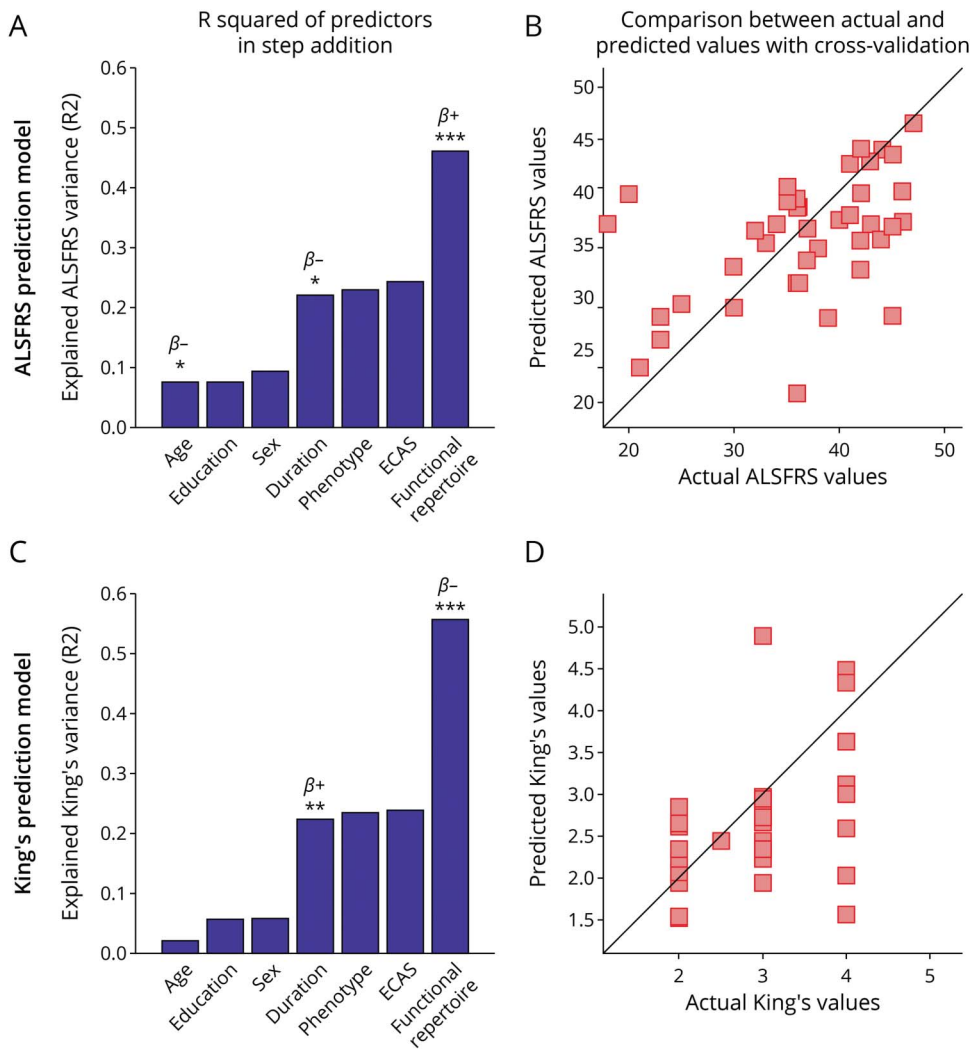 A
R squared of predictors
in step addition
ALSFRS prediction model
Explained ALSFRS variance (R2)
0.6
0.5
0.4
0.3
0.2
0.1
0.0
β–
*
β–
*
β+
***
Age
Education
Sex
Duration
Phenotype
ECAS
Functional
repertoire
B
Comparison between actual and
predicted values with cross-validation
Predicted ALSFRS values
50
45
40
35
30
25
20
20
30
40
50
Actual ALSFRS values
C
King's prediction model
Explained King's variance (R2)
0.6
0.5
0.4
0.3
0.2
0.1
0.0
β+
**
β–
***
Age
Education
Sex
Duration
Phenotype
ECAS
Functional
repertoire
D
Predicted King's values
5.0
4.5
4.0
3.5
3.0
2.5
2.0
1.5
2
3
4
5
Actual King's values